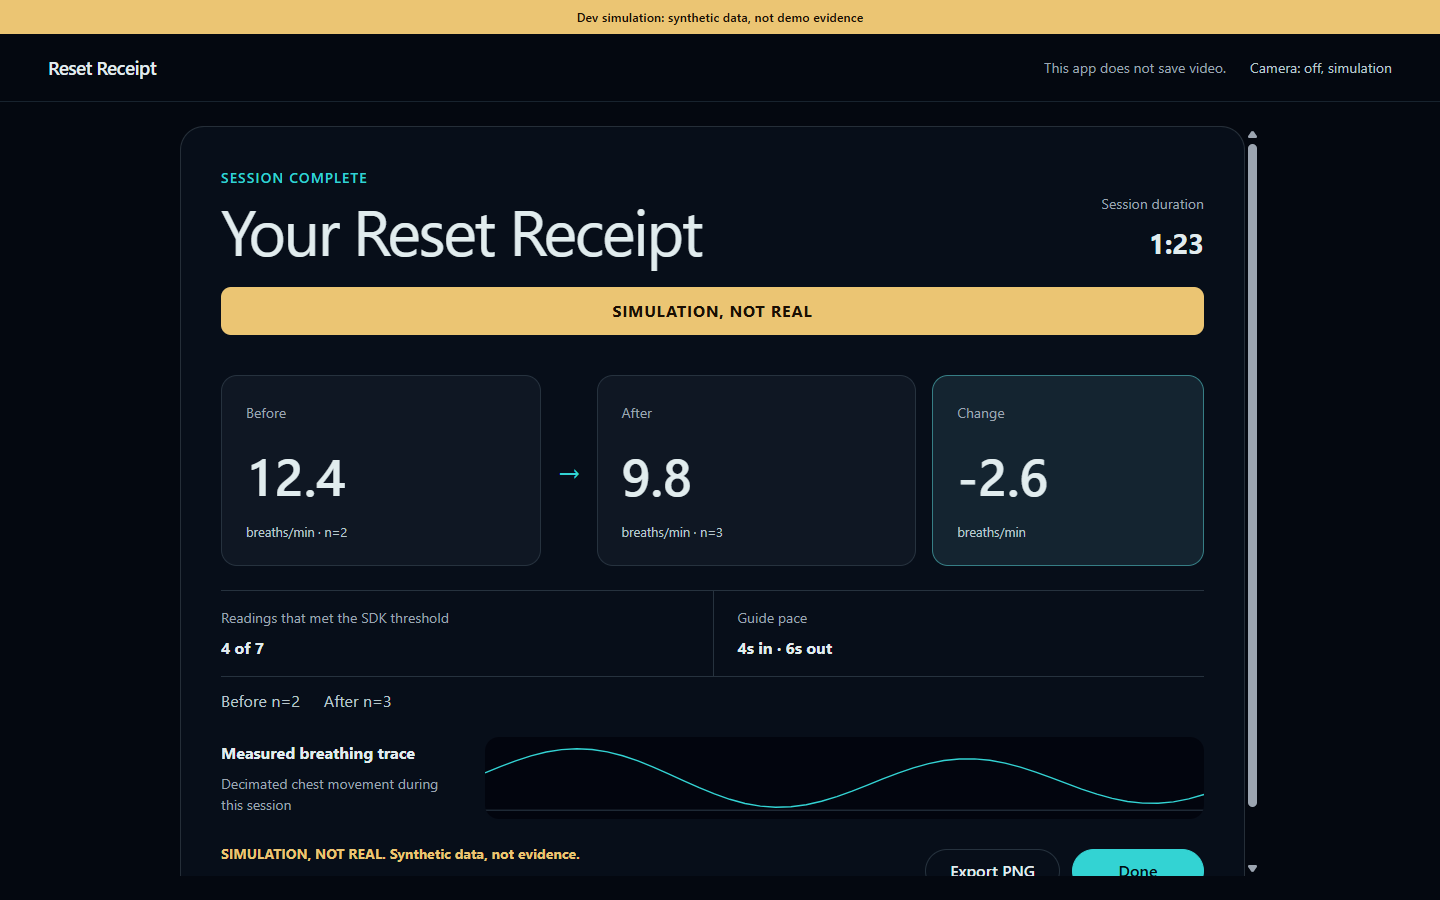 Dev simulation: synthetic data, not demo evidence
Reset Receipt
This app does not save video.
Camera: off, simulation
SESSION COMPLETE
Your Reset Receipt
Session duration
1:23
SIMULATION, NOT REAL
Before
12.4
breaths/min · n=2
→
After
9.8
breaths/min · n=3
Change
-2.6
breaths/min
Readings that met the SDK threshold
4 of 7
Guide pace
4s in · 6s out
Before n=2
After n=3
Measured breathing trace
Decimated chest movement during
this session
SIMULATION, NOT REAL. Synthetic data, not evidence.
Export PNG
Done